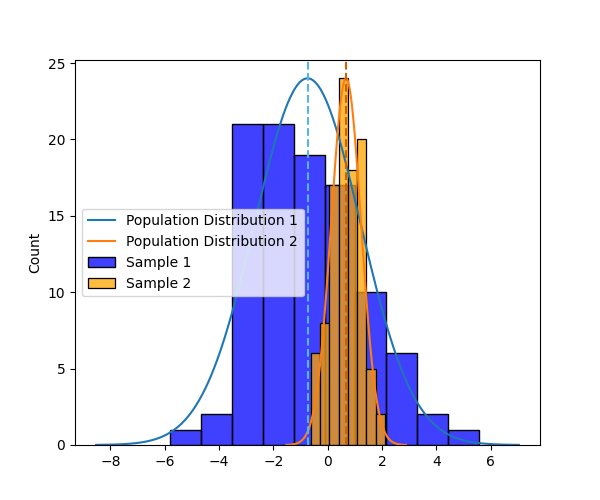 25
20
15
10
5
0
Count
Population Distribution 1
Population Distribution 2
Sample 1
Sample 2
−8 −6 −4 −2 0 2 4 6